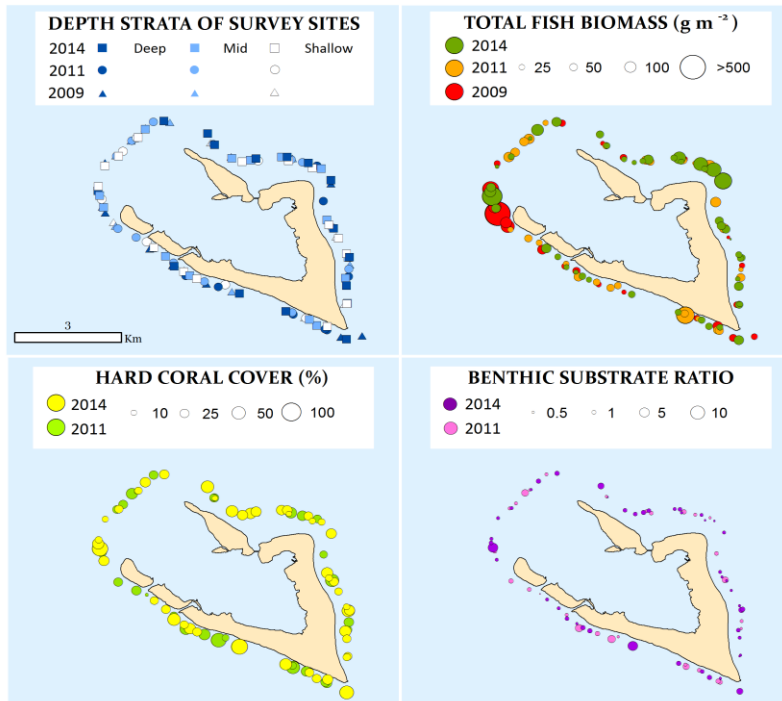 DEPTH STRATA OF SURVEY SITES
2014 Deep Mid Shallow
2011
2009
3
Km
TOTAL FISH BIOMASS (g m ⁻²)
2014
2011 25 50 100 >500
2009
HARD CORAL COVER (%)
2014 10 25 50 100
2011
BENTHIC SUBSTRATE RATIO
2014 0.5 1 5 10
2011